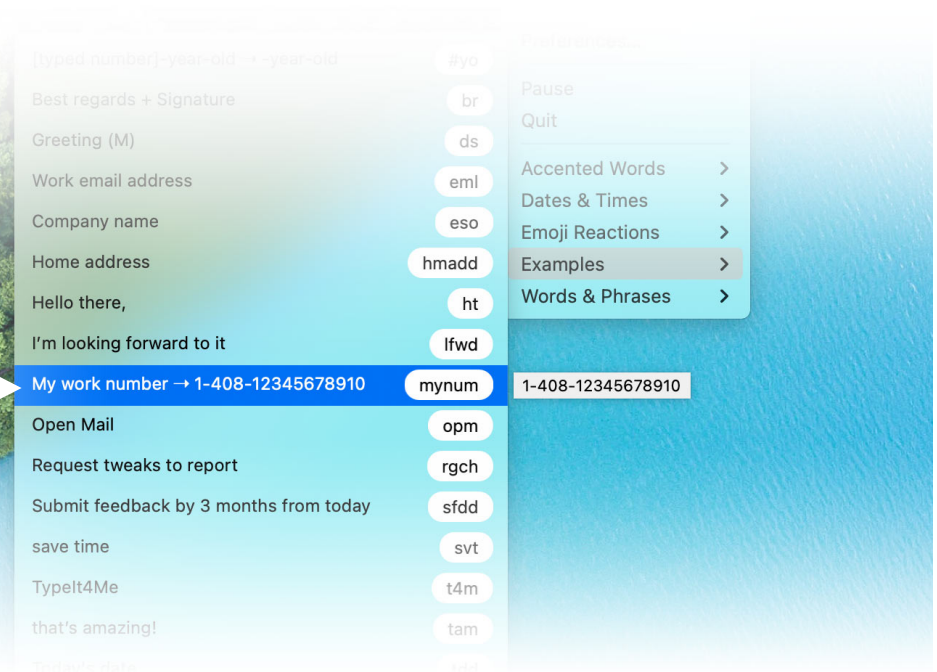 [typed number]-year-old → -year-old #yo
Best regards + Signature br
Greeting (M) ds
Work email address eml
Company name eso
Home address hmadd
Hello there, ht
I’m looking forward to it lfwd
My work number → 1-408-12345678910 mynum
Open Mail opm
Request tweaks to report rgch
Submit feedback by 3 months from today sfdd
save time svt
TypeIt4Me t4m
that’s amazing! tam
Today's date tdd
Preferences...
Pause
Quit
Accented Words
Dates & Times
Emoji Reactions
Examples
Words & Phrases
1-408-12345678910